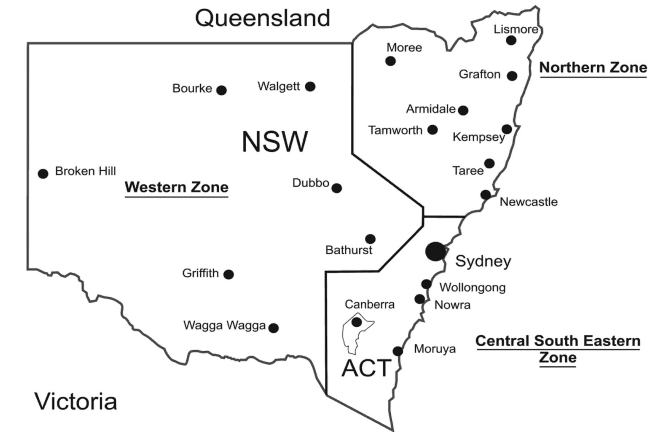 Queensland
Lismore
Moree
Northern Zone
Grafton
Bourke
Walgett
Armidale
Tamworth
Kempsey
NSW
Broken Hill
Taree
Western Zone
Dubbo
Newcastle
Bathurst
Sydney
Griffith
Wollongong
Canberra
Nowra
Wagga Wagga
Central South Eastern
Zone
Moruya
ACT
Victoria